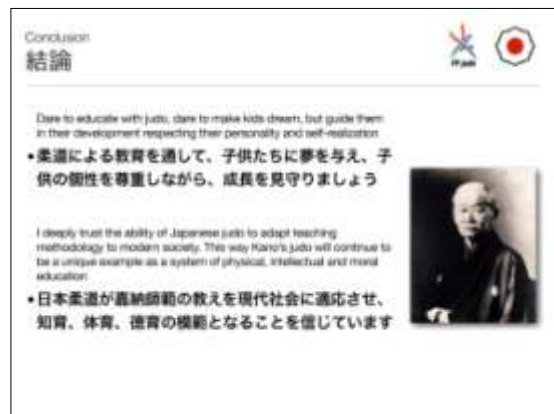 Conclusion
結論
FFjudo
Dare to educate with judo, dare to make kids dream, but guide them
in their development respecting their personality and self-realization
•柔道による教育を通して、子供たちに夢を与え、子
供の個性を尊重しながら、成長を見守りましょう
I deeply trust the ability of Japanese judo to adapt teaching
methodology to modern society. This way Kano's judo will continue to
be a unique example as a system of physical, intellectual and moral
education
•日本柔道が嘉納師範の教えを現代社会に適応させ、
知育、体育、徳育の模範となることを信じています